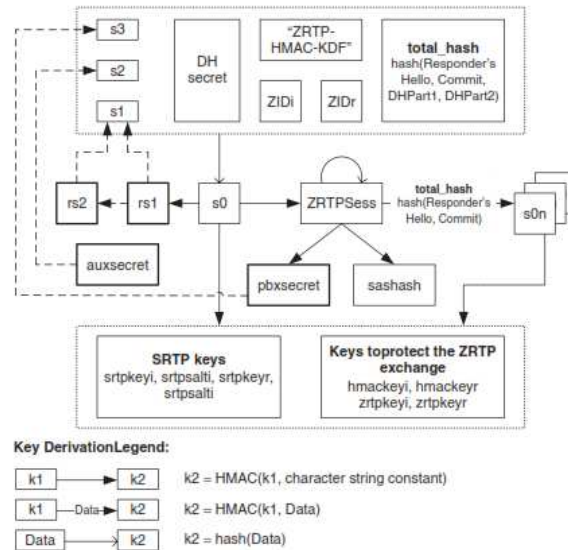 s3
s2
s1
DH
secret
"ZRTP-
HMAC-KDF"
ZIDi
ZIDr
total_hash
hash(Responder's
Hello, Commit,
DHPart1, DHPart2)
rs2
rs1
s0
ZRTPSess
total_hash
hash(Responder's
Hello, Commit)
s0n
auxsecret
pbxsecret
sashash
SRTP keys
srtpkeyi, srtpsalti, srtpkeyr,
srtpsalti
Keys toprotect the ZRTP
exchange
hmackeyi, hmackeyr
zrtpkeyi, zrtpkeyr
Key DerivationLegend:
k1 k2 k2 = HMAC(k1, character string constant)
k1 Data k2 k2 = HMAC(k1, Data)
Data k2 k2 = hash(Data)